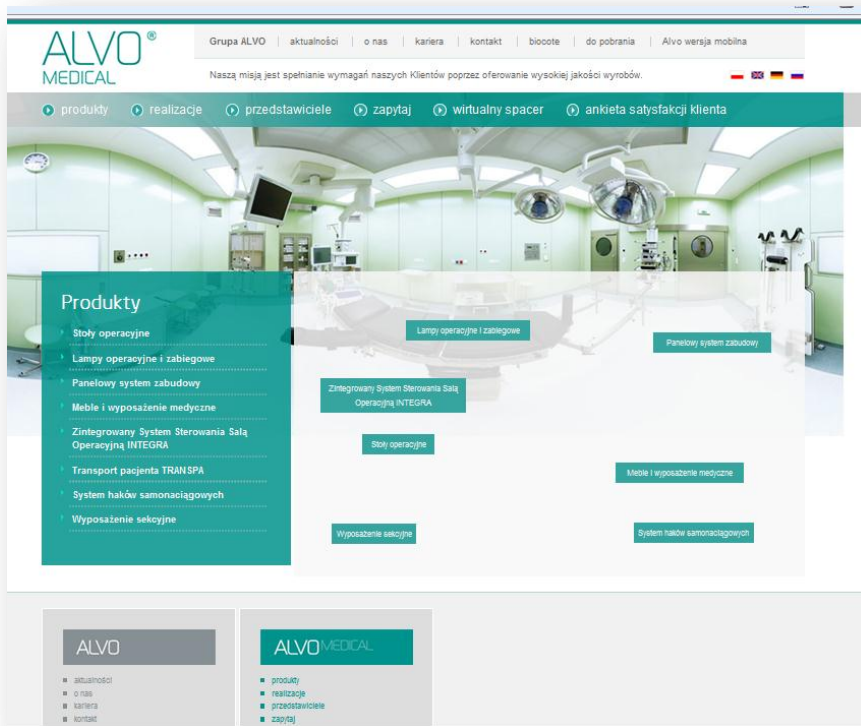 ALVO®
MEDICAL
Grupa ALVO | aktualności | o nas | kariera | kontakt | biocote | do pobrania | Alvo wersja mobilna
Naszą misją jest spełnianie wymagań naszych Klientów poprzez oferowanie wysokiej jakości wyrobów.
produkty realizacje przedstawiciele zapytaj wirtualny spacer ankieta satysfakcji klienta
Produkty
Stoły operacyjne
Lampy operacyjne i zabiegowe
Panelowy system zabudowy
Meble i wyposażenie medyczne
Zintegrowany System Sterowania Salą
Operacyjną INTEGRA
Transport pacjenta TRANSPA
System haków samonaciągowych
Wyposażenie sekcyjne
Lampy operacyjne i zabiegowe
Panelowy system zabudowy
Zintegrowany System Sterowania Salą
Operacyjną INTEGRA
Stoły operacyjne
Meble i wyposażenie medyczne
Wyposażenie sekcyjne
System haków samonaciągowych
ALVO
aktualności
o nas
kariera
kontakt
ALVO MEDICAL
produkty
realizacje
przedstawiciele
zapytaj